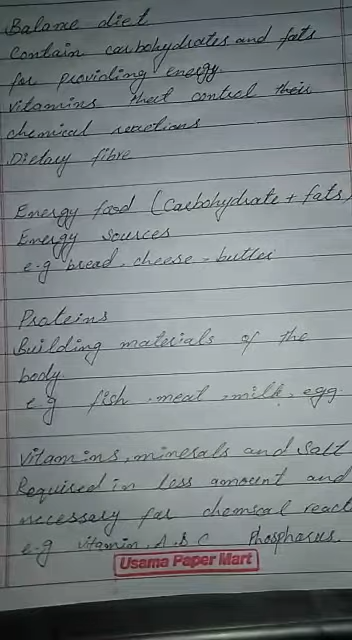 Balance diet
Contain carbohydrates and fats
for providing energy
vitamins that control their
chemical reactions
Dietary fibre
Energy food (Carbohydrate + fats)
Energy sources
e.g bread - cheese - butter
Proteins
Building materials of the
body.
e.g fish - meat - milk, egg.
vitamins, minerals and salt
Required in less amount and
necessary for chemical react
e.g vitamin. A. B. C Phosphorus.
Usama Paper Mart